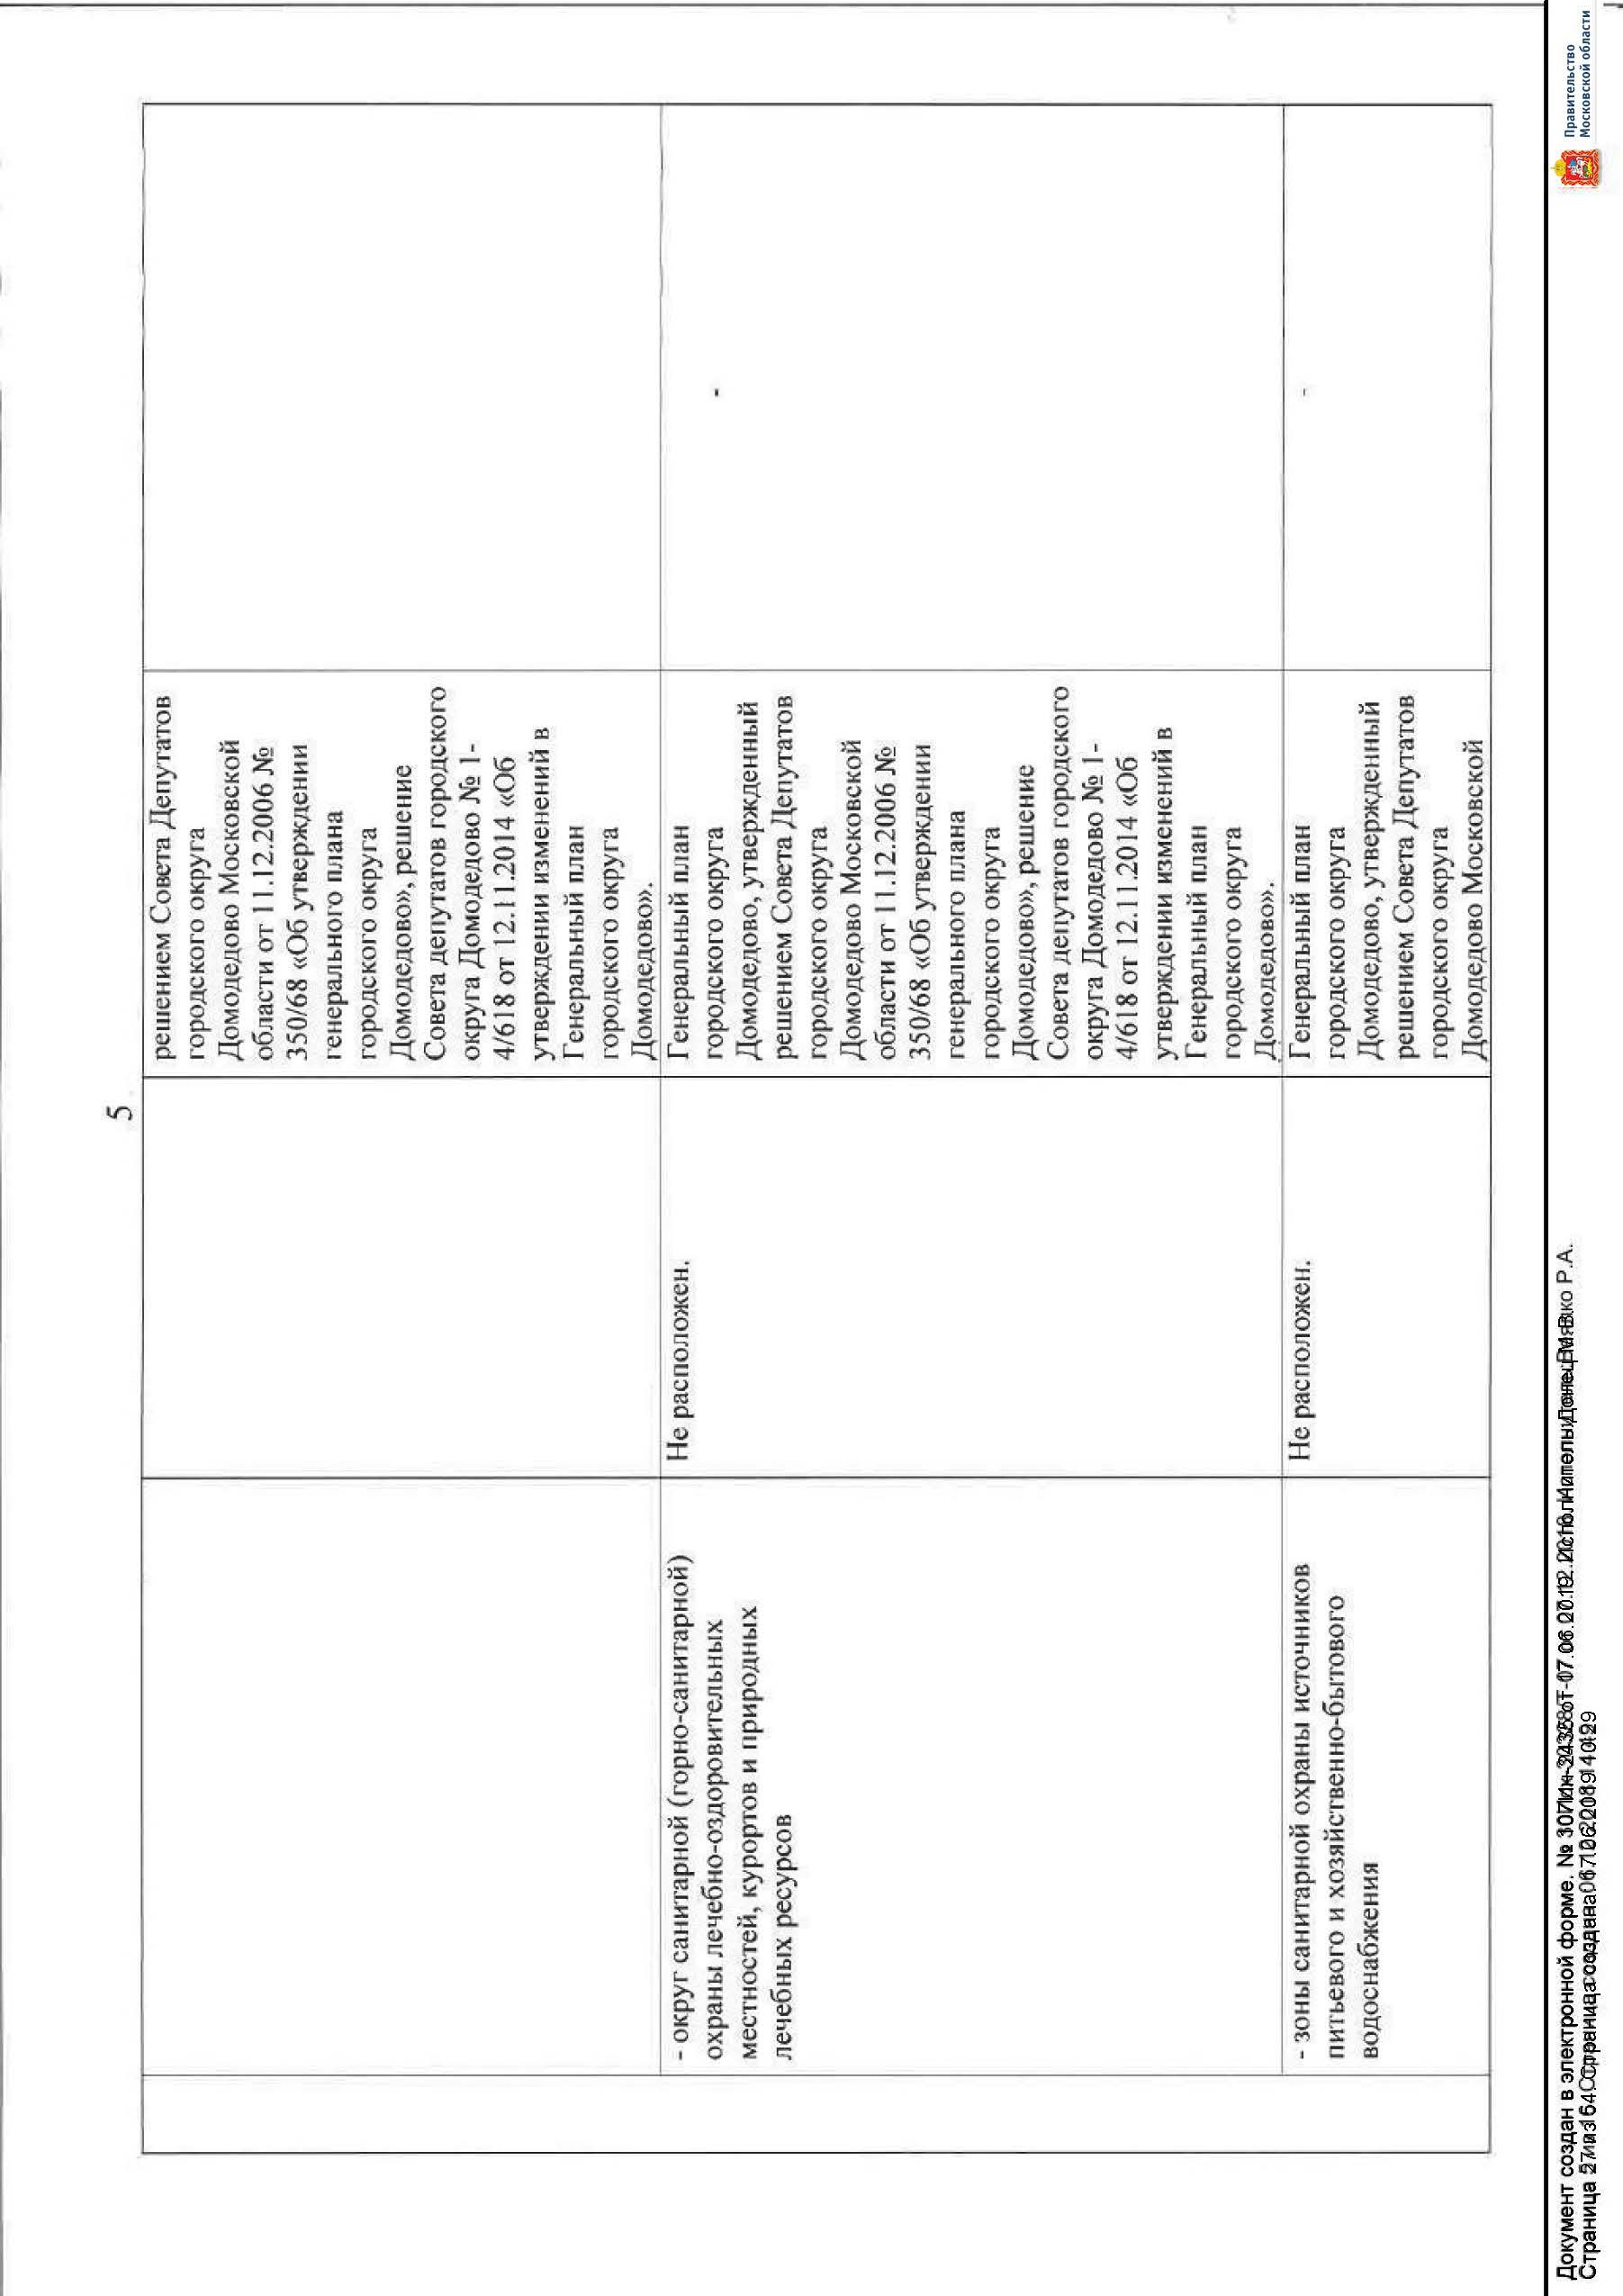 5
решением Совета Депутатов
городского округа
Домодедово Московской
области от 11.12.2006 №
350/68 «Об утверждении
генерального плана
городского округа
Домодедово», решение
Совета депутатов городского
округа Домодедово № 1-
4/618 от 12.11.2014 «Об
утверждении изменений в
Генеральный план
городского округа
Домодедово».
- округ санитарной (горно-санитарной)
охраны лечебно-оздоровительных
местностей, курортов и природных
лечебных ресурсов
Не расположен.
Генеральный план
городского округа
Домодедово, утвержденный
решением Совета Депутатов
городского округа
Домодедово Московской
области от 11.12.2006 №
350/68 «Об утверждении
генерального плана
городского округа
Домодедово», решение
Совета депутатов городского
округа Домодедово № 1-
4/618 от 12.11.2014 «Об
утверждении изменений в
Генеральный план
городского округа
Домодедово».
-
- зоны санитарной охраны источников
питьевого и хозяйственно-бытового
водоснабжения
Не расположен.
Генеральный план
городского округа
Домодедово, утвержденный
решением Совета Депутатов
городского округа
Домодедово Московской
-
Документ создан в электронной форме. №
Страница
Правительство
Московской области